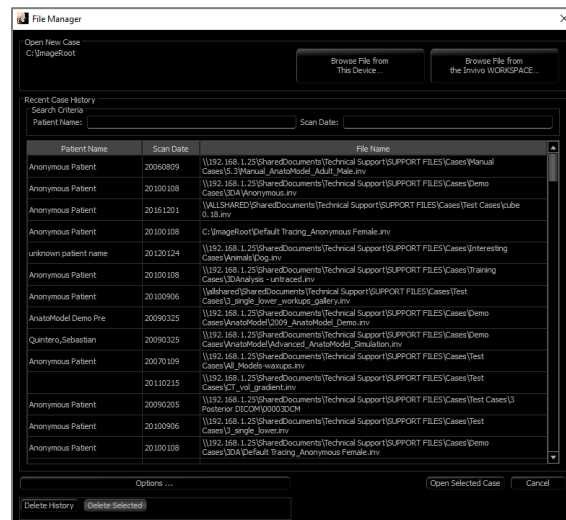 File Manager
Open New Case
C:\ImageRoot
Browse File from
This Device...
Browse File from
the Invivo WORKSPACE...
Recent Case History
Search Criteria
Patient Name:
Scan Date:
Patient Name Scan Date File Name
Anonymous Patient 20060809 \\192.168.1.25\SharedDocuments\Technical Support\SUPPORT FILES\Cases\Manual
Cases\5.3\Manual_AnatoModel_Adult_Male.inv
Anonymous Patient 20100108 \\192.168.1.25\SharedDocuments\Technical Support\SUPPORT FILES\Cases\Demo
Cases\3DA\Anonymous.inv
Anonymous Patient 20161201 \\ALLSHARED\SharedDocuments\Technical Support\SUPPORT FILES\Cases\Test Cases\cube
0.18.inv
Anonymous Patient 20100108 C:\ImageRoot\Default Tracing_Anonymous Female.inv
unknown patient name 20120124 \\192.168.1.25\SharedDocuments\Technical Support\SUPPORT FILES\Cases\Interesting
Cases\Animals\Dog.inv
Anonymous Patient 20100108 \\192.168.1.25\SharedDocuments\Technical Support\SUPPORT FILES\Cases\Training
Cases\3DAnalysis - untraced.inv
Anonymous Patient 20100906 \\allshared\SharedDocuments\Technical Support\SUPPORT FILES\Cases\Test
Cases\3_single_lower_workups_gallery.inv
AnatoModel Demo Pre 20090325 \\192.168.1.25\SharedDocuments\Technical Support\SUPPORT FILES\Cases\Demo
Cases\AnatoModel\2009_AnatoModel_Demo.inv
Quintero,Sebastian 20090325 \\192.168.1.25\SharedDocuments\Technical Support\SUPPORT FILES\Cases\Demo
Cases\AnatoModel\Advanced_AnatoModel_Simulation.inv
Anonymous Patient 20070109 \\192.168.1.25\SharedDocuments\Technical Support\SUPPORT FILES\Cases\Test
Cases\All_Models-waxups.inv
20110215 \\192.168.1.25\SharedDocuments\Technical Support\SUPPORT FILES\Cases\Test
Cases\CT_vol_gradient.inv
Anonymous Patient 20090205 \\192.168.1.25\SharedDocuments\Technical Support\SUPPORT FILES\Cases\Test Cases\3
Posterior DICOM\00003DCM
Anonymous Patient 20100906 \\192.168.1.25\SharedDocuments\Technical Support\SUPPORT FILES\Cases\Test
Cases\3_single_lower.inv
Anonymous Patient 20100108 \\192.168.1.25\SharedDocuments\Technical Support\SUPPORT FILES\Cases\Demo
Cases\3DA\Default Tracing_Anonymous Female.inv
Options ...
Open Selected Case
Cancel
Delete History
Delete Selected